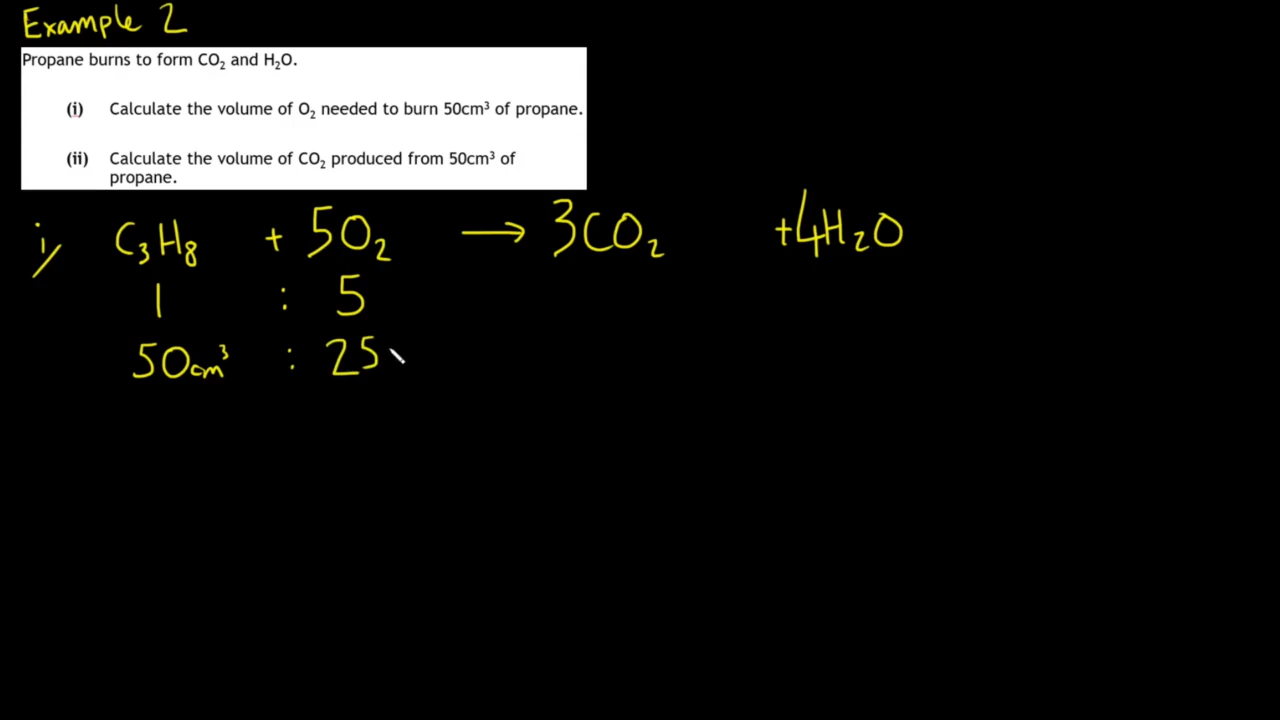 Example 2
Propane burns to form CO₂ and H₂O.
(i) Calculate the volume of O₂ needed to burn 50cm³ of propane.
(ii) Calculate the volume of CO₂ produced from 50cm³ of
propane.
i/ C₃H₈ + 5O₂ → 3CO₂ +4H₂O
1 : 5
50cm³ : 25